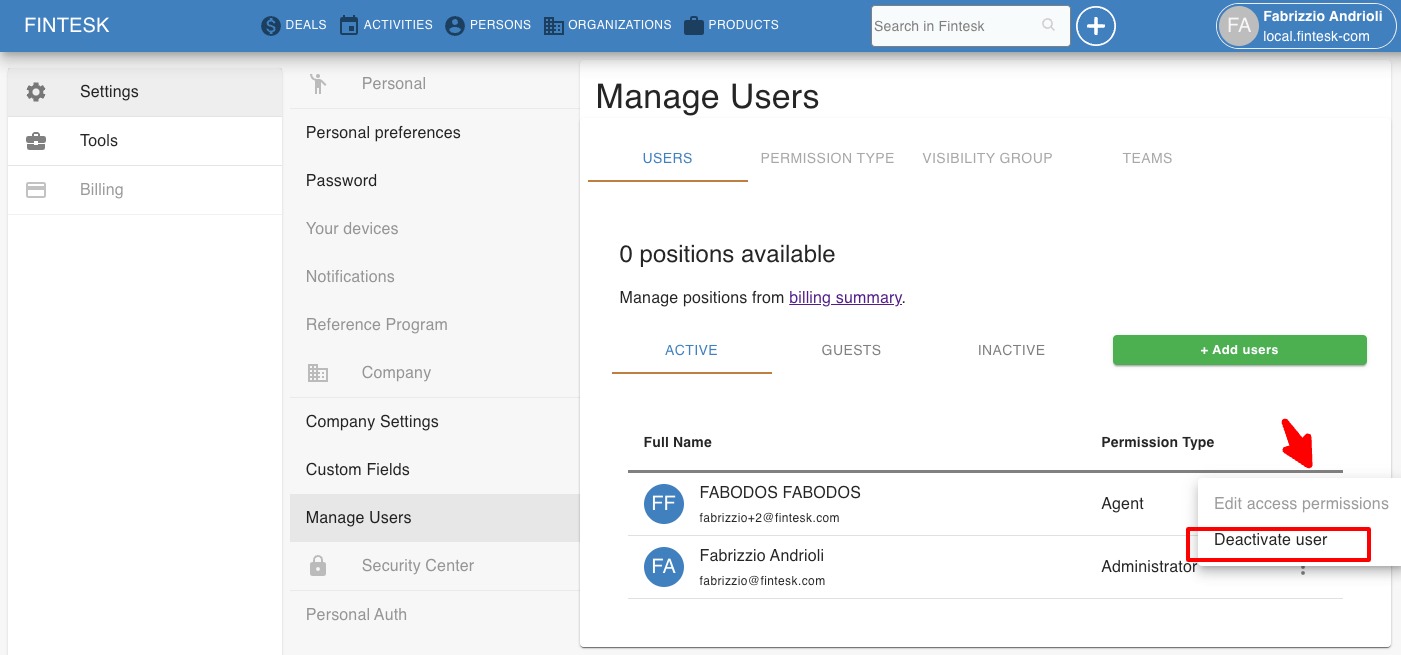 FINTESK
DEALS
ACTIVITIES
PERSONS
ORGANIZATIONS
PRODUCTS
Search in Fintesk
FA
Fabrizzio Andrioli
local.fintesk-com
Settings
Tools
Billing
Personal
Personal preferences
Password
Your devices
Notifications
Reference Program
Company
Company Settings
Custom Fields
Manage Users
Security Center
Personal Auth
Manage Users
USERS
PERMISSION TYPE
VISIBILITY GROUP
TEAMS
0 positions available
Manage positions from billing summary.
ACTIVE
GUESTS
INACTIVE
+ Add users
Full Name
Permission Type
FF
FABODOS FABODOS
fabrizzio+2@fintesk.com
Agent
Edit access permissions
Deactivate user
FA
Fabrizzio Andrioli
fabrizzio@fintesk.com
Administrator